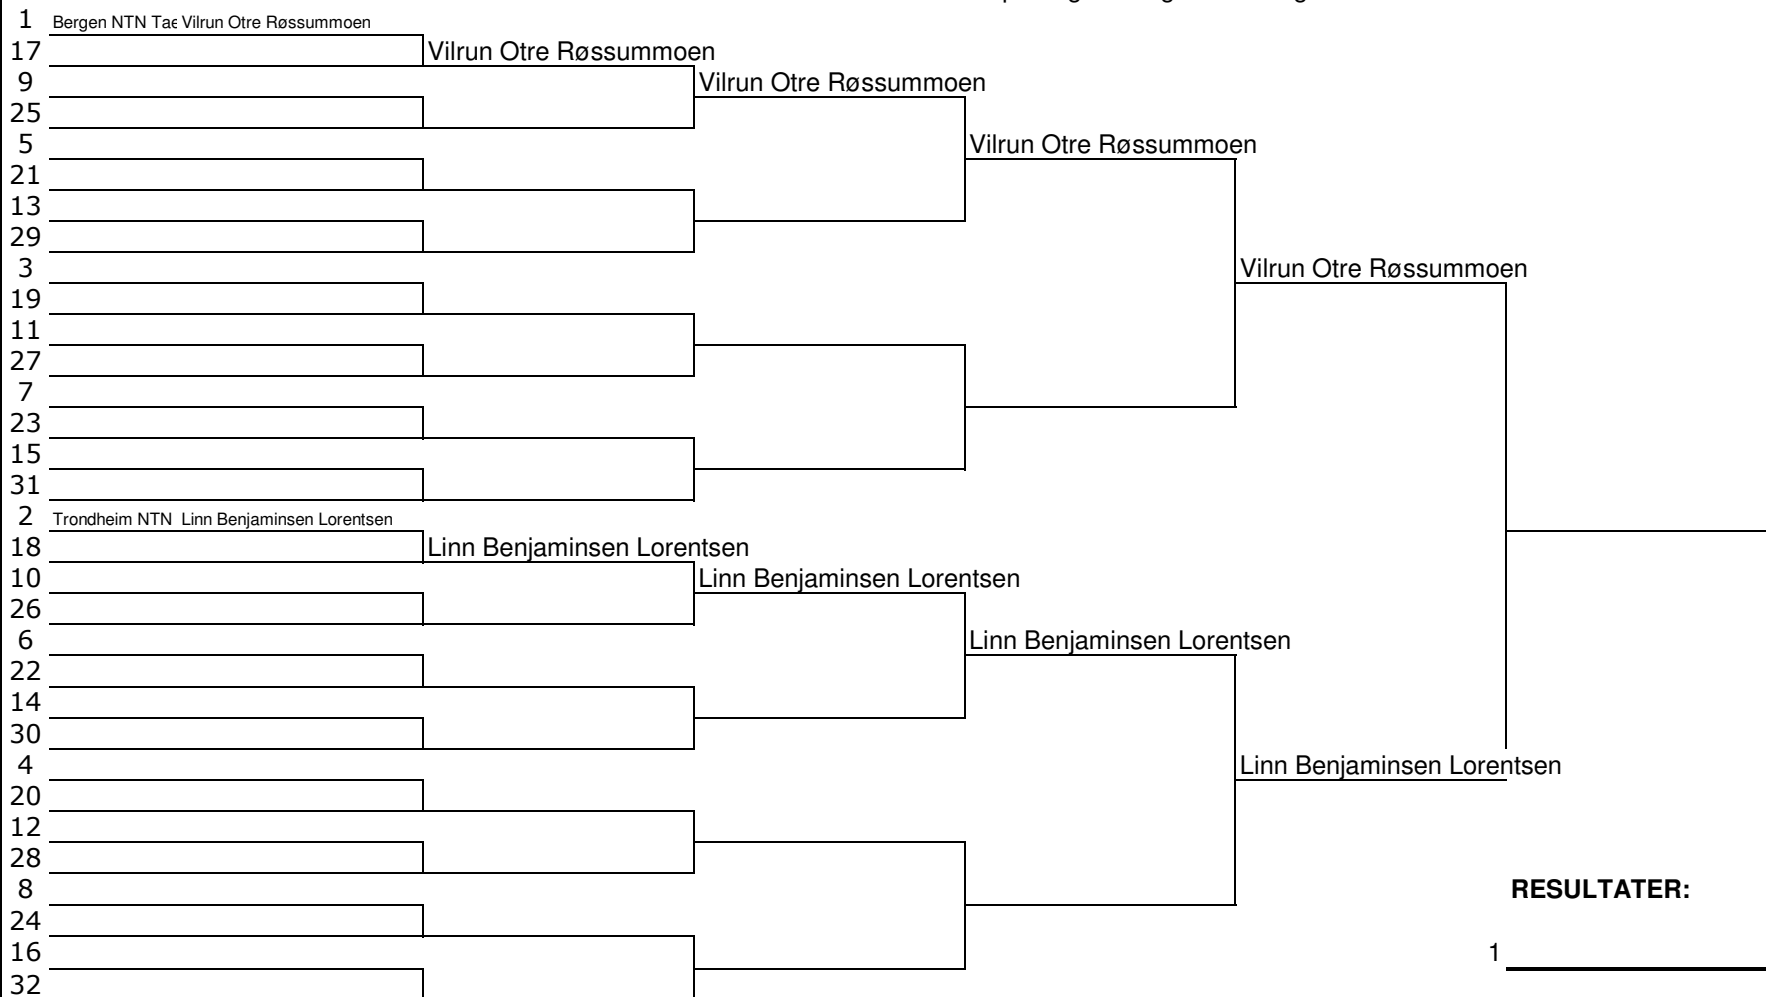 1 Bergen NTN Tae Vilrun Otre Røssummoen
17 Vilrun Otre Røssummoen
9 Vilrun Otre Røssummoen
25
5 Vilrun Otre Røssummoen
21
13
29
3 Vilrun Otre Røssummoen
19
11
27
7
23
15
31
2 Trondheim NTN Linn Benjaminsen Lorentsen
18 Linn Benjaminsen Lorentsen
10 Linn Benjaminsen Lorentsen
26
6 Linn Benjaminsen Lorentsen
22
14
30
4 Linn Benjaminsen Lorentsen
20
12
28
8 RESULTATER:
24
16 1
32